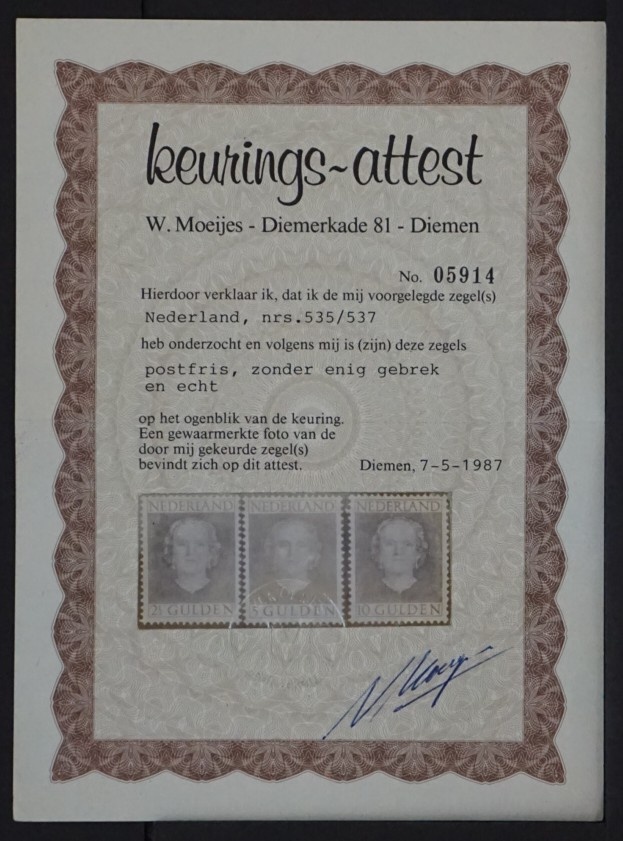 keurings~attest
W. Moeijes - Diemerkade 81 - Diemen
No. 05914
Hierdoor verklaar ik, dat ik de mij voorgelegde zegel(s)
Nederland, nrs.535/537
heb onderzocht en volgens mij is (zijn) deze zegels
postfris, zonder enig gebrek
en echt
op het ogenblik van de keuring.
Een gewaarmerkte foto van de
door mij gekeurde zegel(s)
bevindt zich op dit attest. Diemen, 7-5-1987
NEDERLAND NEDERLAND NEDERLAND
2½ GULDEN 5 GULDEN 10 GULDEN